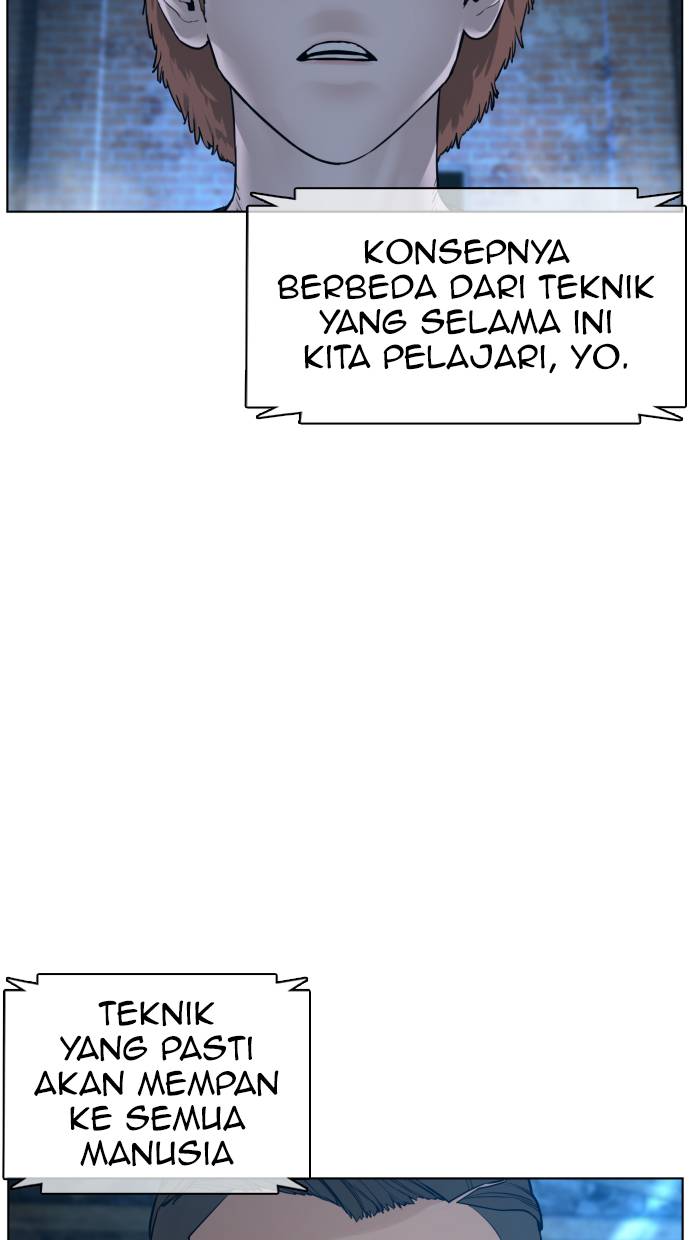 KONSEPNYA
BERBEDA DARI TEKNIK
YANG SELAMA INI
KITA PELAJARI, YO.
TEKNIK
YANG PASTI
AKAN MEMPAN
KE SEMUA
MANUSIA